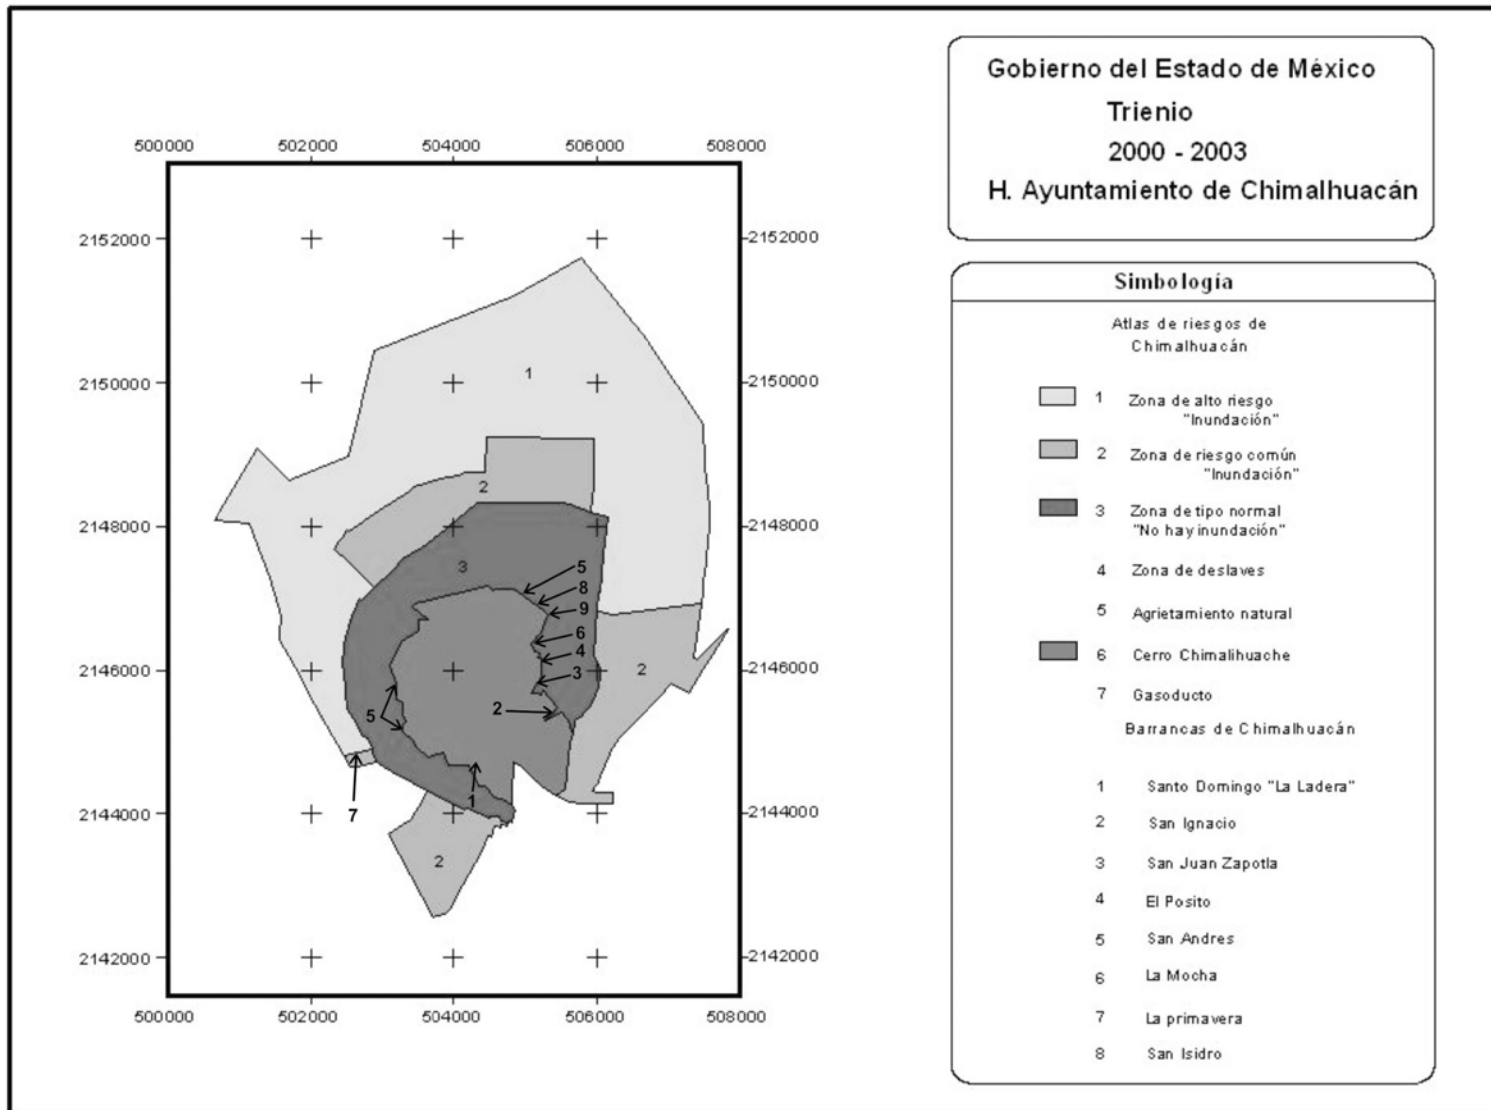 Gobierno del Estado de México
Trienio
2000 - 2003
H. Ayuntamiento de Chimalhuacán
500000 502000 504000 506000 508000
2152000 2152000
1
2150000 2150000
2
2148000 2148000
3
5
8
9
6
4
2146000 2 2146000
3
2
5
1
7
2144000 2144000
2
2142000 2142000
500000 502000 504000 506000 508000
Simbología
Atlas de riesgos de
Chimalhuacán
1 Zona de alto riesgo
"Inundación"
2 Zona de riesgo común
"Inundación"
3 Zona de tipo normal
"No hay inundación"
4 Zona de deslaves
5 Agrietamiento natural
6 Cerro Chimalihuache
7 Gasoducto
Barrancas de Chimalhuacán
1 Santo Domingo "La Ladera"
2 San Ignacio
3 San Juan Zapotla
4 El Posito
5 San Andres
6 La Mocha
7 La primavera
8 San Isidro